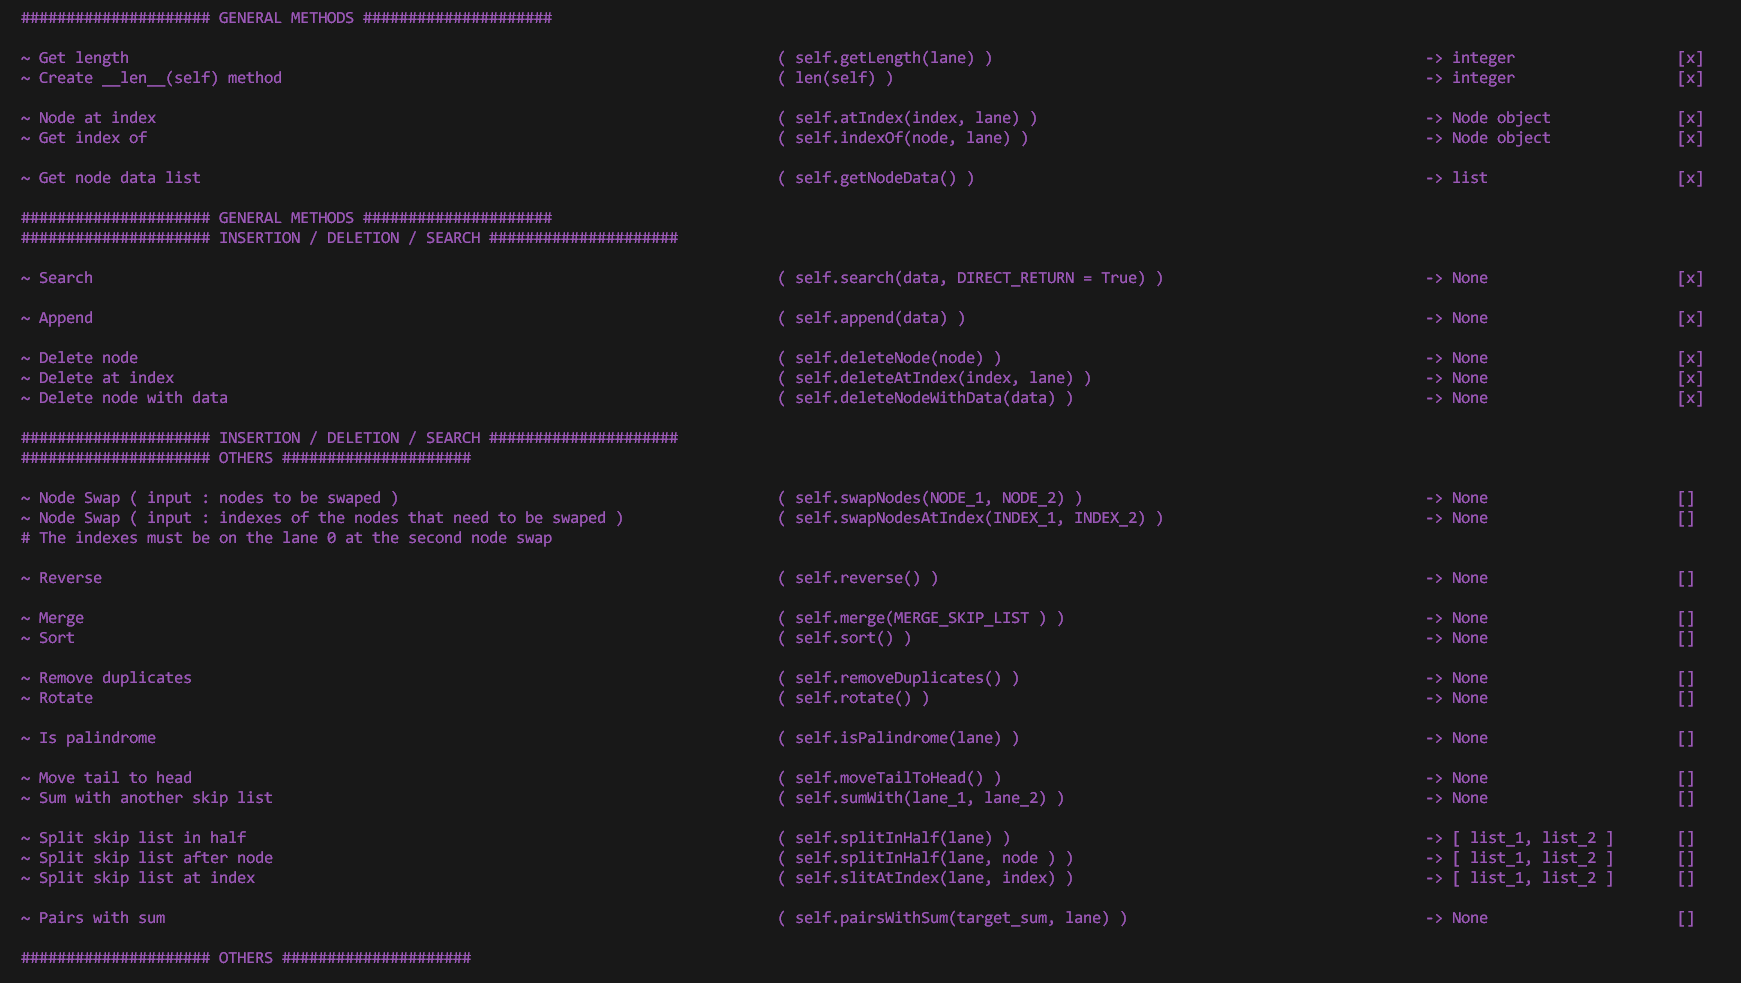 ##################### GENERAL METHODS #####################
~ Get length ( self.getLength(lane) ) -> integer [x]
~ Create __len__(self) method ( len(self) ) -> integer [x]
~ Node at index ( self.atIndex(index, lane) ) -> Node object [x]
~ Get index of ( self.indexOf(node, lane) ) -> Node object [x]
~ Get node data list ( self.getNodeData() ) -> list [x]
##################### GENERAL METHODS #####################
##################### INSERTION / DELETION / SEARCH #####################
~ Search ( self.search(data, DIRECT_RETURN = True) ) -> None [x]
~ Append ( self.append(data) ) -> None [x]
~ Delete node ( self.deleteNode(node) ) -> None [x]
~ Delete at index ( self.deleteAtIndex(index, lane) ) -> None [x]
~ Delete node with data ( self.deleteNodeWithData(data) ) -> None [x]
##################### INSERTION / DELETION / SEARCH #####################
##################### OTHERS #####################
~ Node Swap ( input : nodes to be swaped ) ( self.swapNodes(NODE_1, NODE_2) ) -> None []
~ Node Swap ( input : indexes of the nodes that need to be swaped ) ( self.swapNodesAtIndex(INDEX_1, INDEX_2) ) -> None []
# The indexes must be on the lane 0 at the second node swap
~ Reverse ( self.reverse() ) -> None []
~ Merge ( self.merge(MERGE_SKIP_LIST ) ) -> None []
~ Sort ( self.sort() ) -> None []
~ Remove duplicates ( self.removeDuplicates() ) -> None []
~ Rotate ( self.rotate() ) -> None []
~ Is palindrome ( self.isPalindrome(lane) ) -> None []
~ Move tail to head ( self.moveTailToHead() ) -> None []
~ Sum with another skip list ( self.sumWith(lane_1, lane_2) ) -> None []
~ Split skip list in half ( self.splitInHalf(lane) ) -> [ list_1, list_2 ] []
~ Split skip list after node ( self.splitInHalf(lane, node ) ) -> [ list_1, list_2 ] []
~ Split skip list at index ( self.slitAtIndex(lane, index) ) -> [ list_1, list_2 ] []
~ Pairs with sum ( self.pairsWithSum(target_sum, lane) ) -> None []
##################### OTHERS #####################